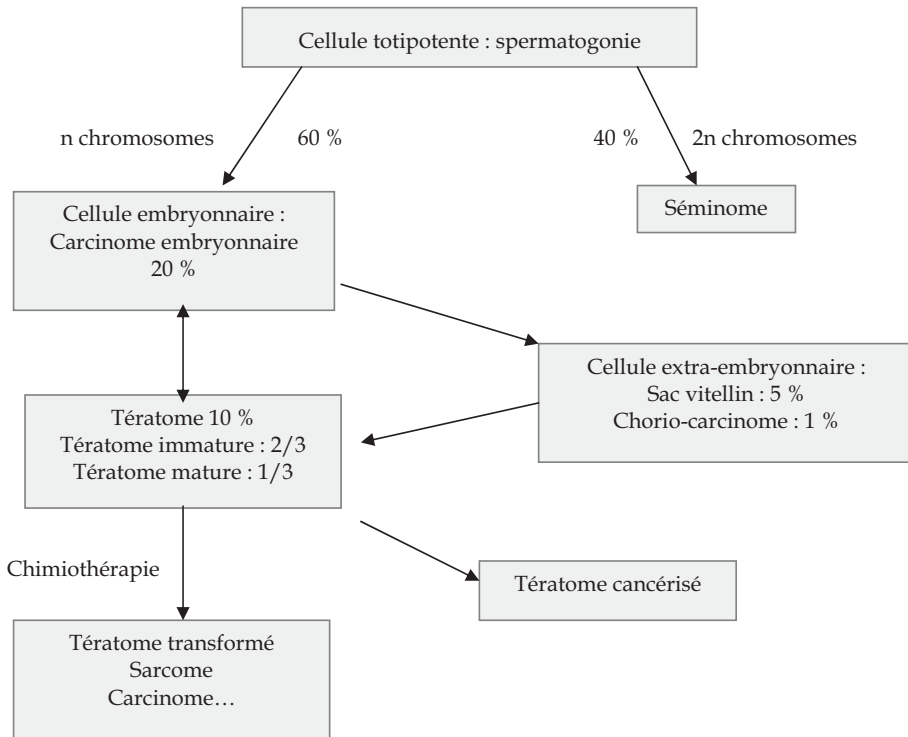 Cellule totipotente : spermatogonie
n chromosomes
60 %
40 %
2n chromosomes
Cellule embryonnaire :
Carcinome embryonnaire
20 %
Séminome
Cellule extra-embryonnaire :
Sac vitellin : 5 %
Chorio-carcinome : 1 %
Tératome 10 %
Tératome immature : 2/3
Tératome mature : 1/3
Chimiothérapie
Tératome cancérisé
Tératome transformé
Sarcome
Carcinome…